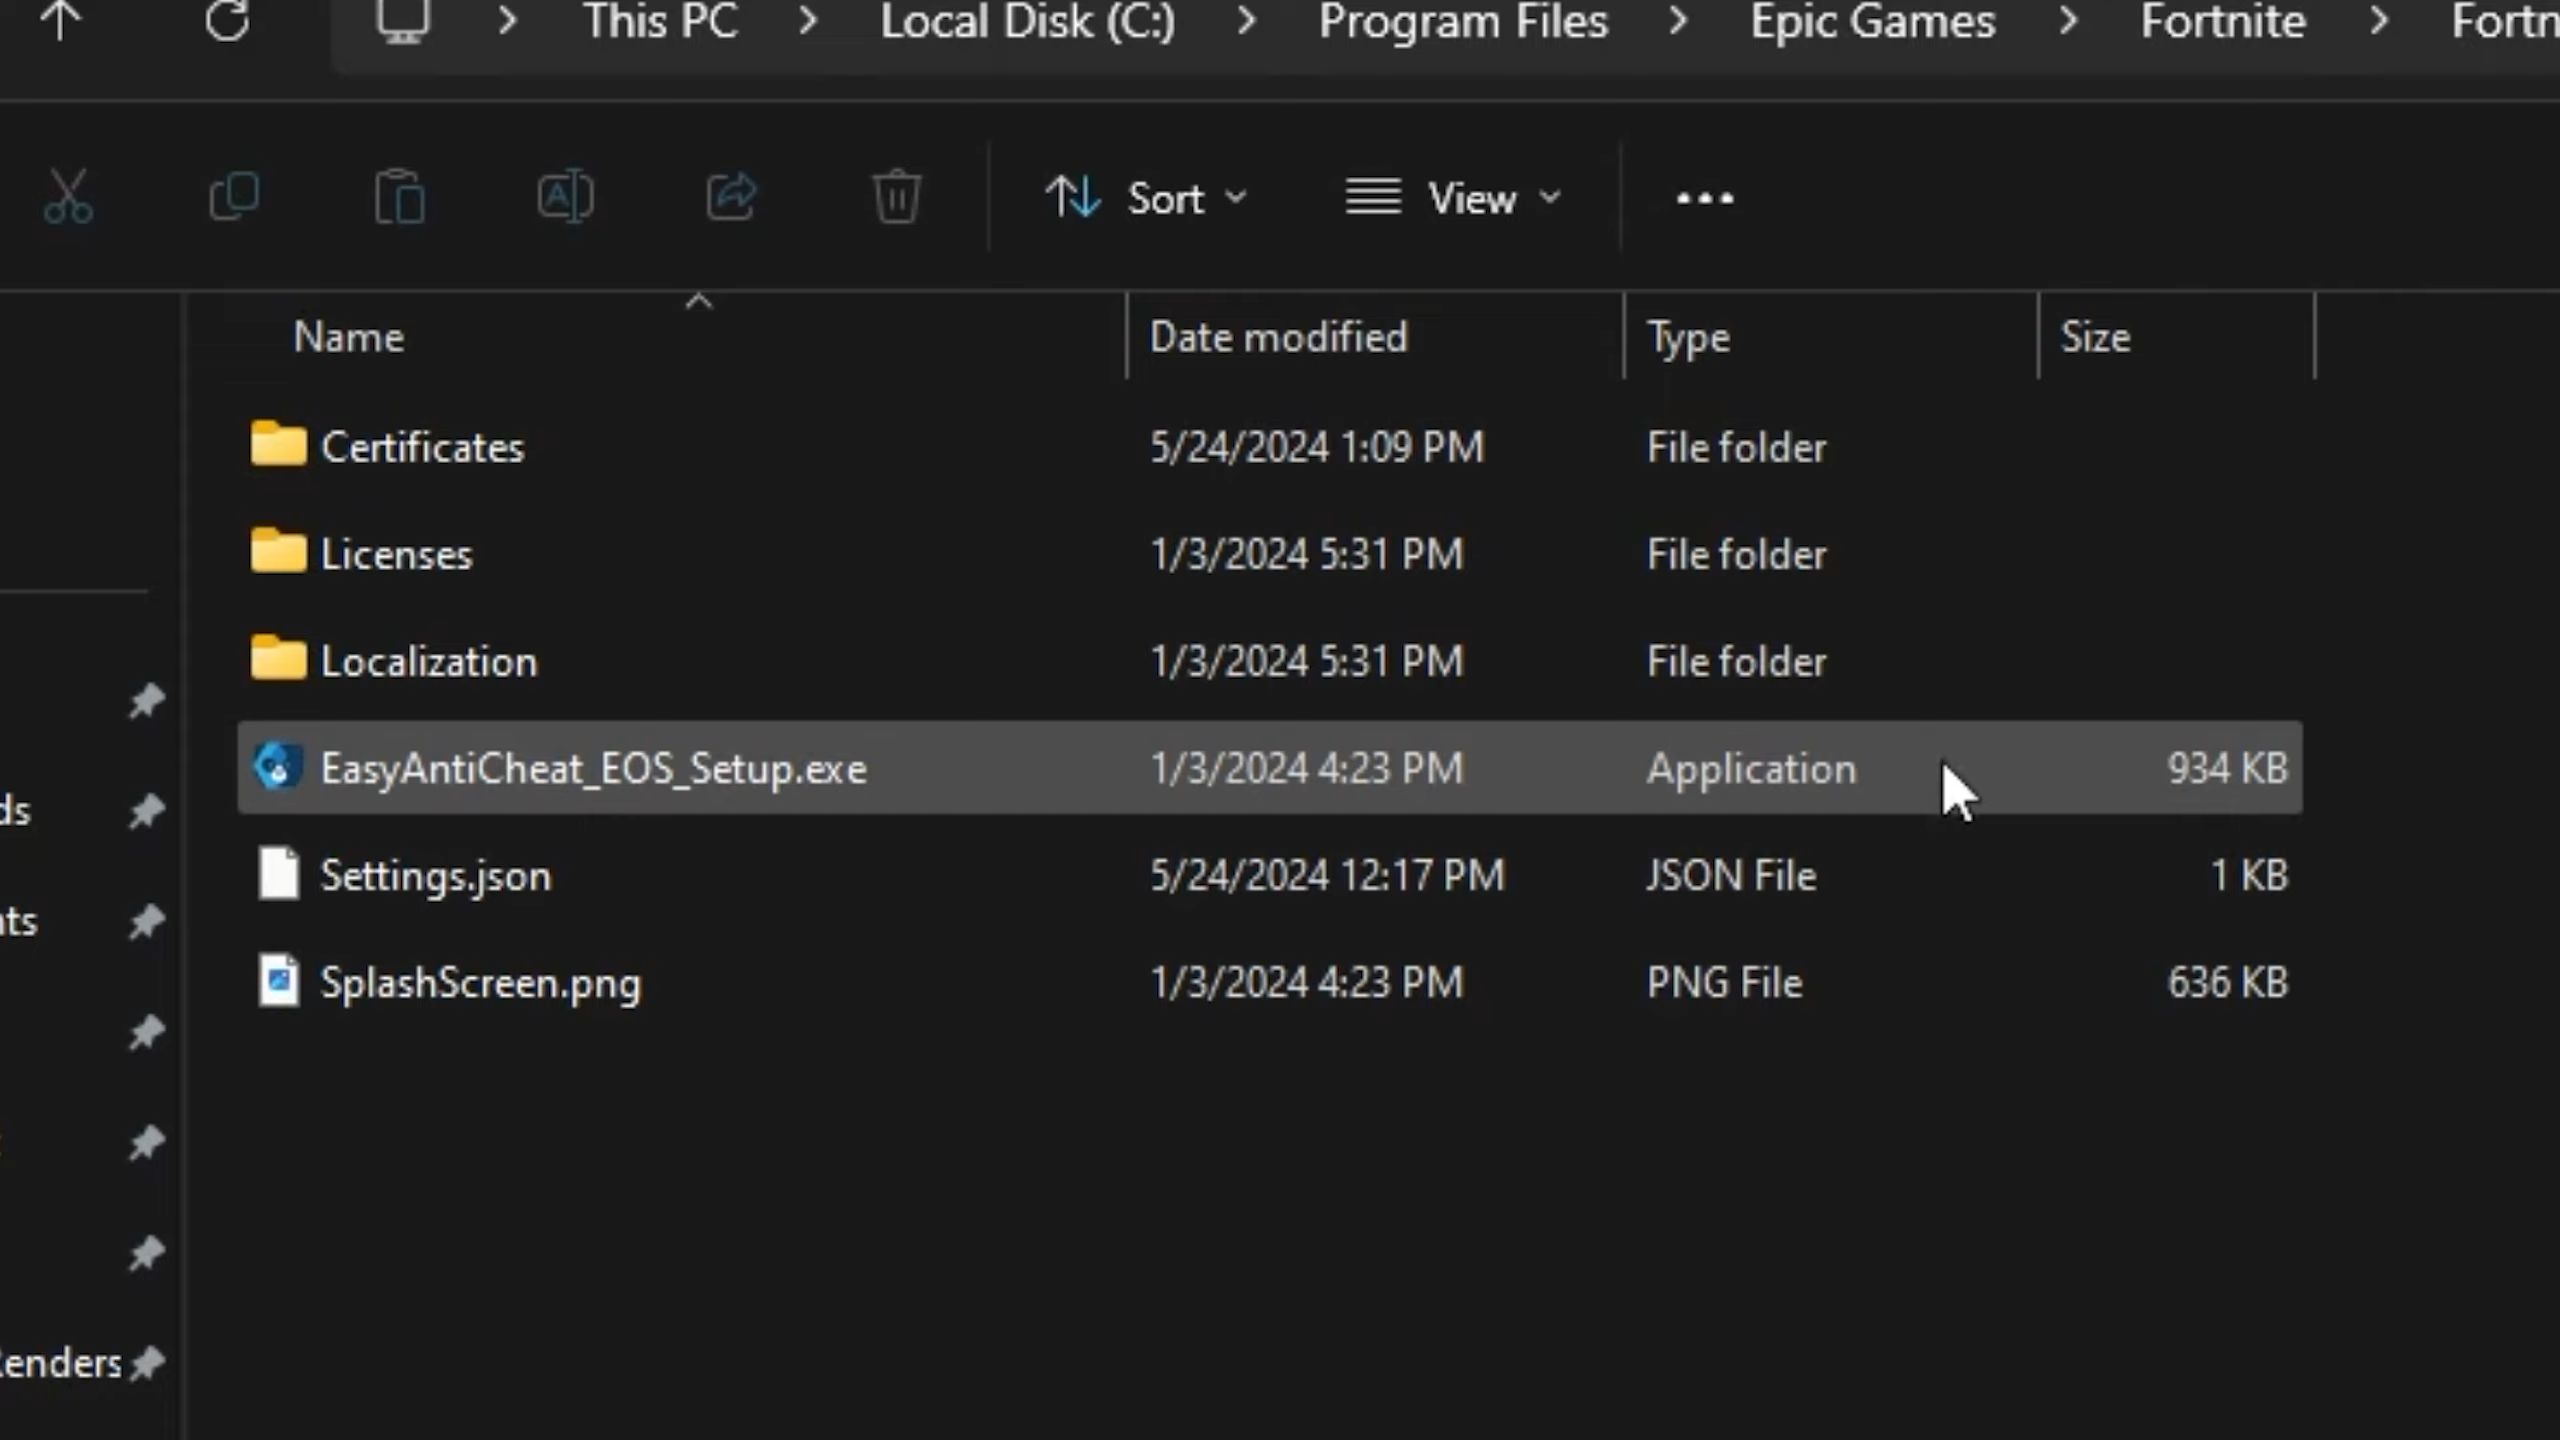 This PC > Local Disk (C:) > Program Files > Epic Games > Fortnite > Fortn
Sort View
Name Date modified Type Size
Certificates 5/24/2024 1:09 PM File folder
Licenses 1/3/2024 5:31 PM File folder
Localization 1/3/2024 5:31 PM File folder
EasyAntiCheat_EOS_Setup.exe 1/3/2024 4:23 PM Application 934 KB
ds
Settings.json 5/24/2024 12:17 PM JSON File 1 KB
nts
SplashScreen.png 1/3/2024 4:23 PM PNG File 636 KB
Renders